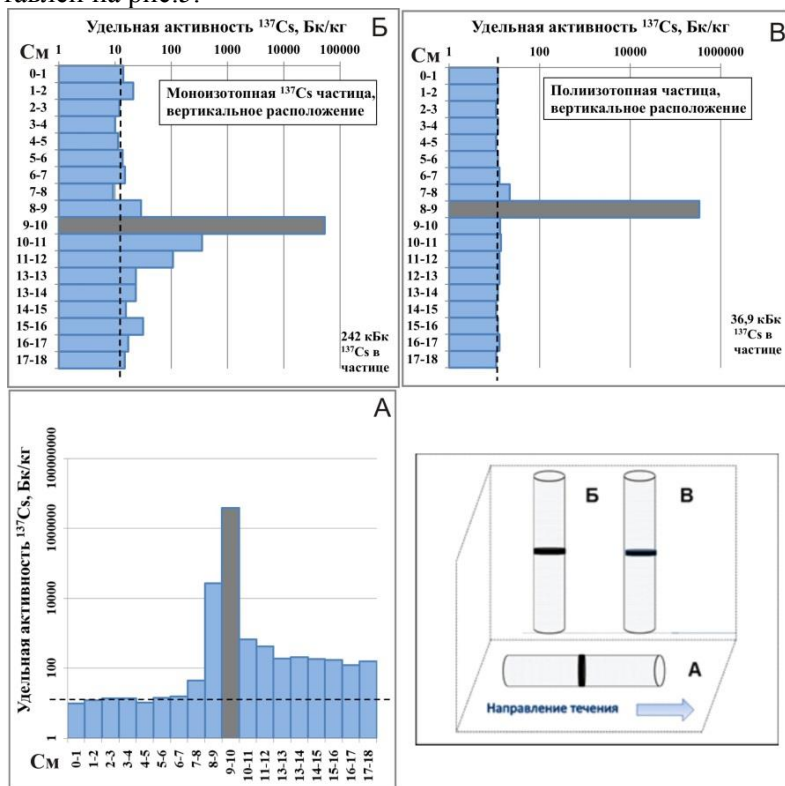 тавлен на рис.3.
Удельная активность ¹³⁷Cs, Бк/кг
Б
См
1 10 100 1000 10000 100000
0-1
1-2
2-3
3-4
4-5
5-6
6-7
7-8
8-9
9-10
10-11
11-12
13-13
13-14
14-15
15-16
16-17
17-18
Моноизотопная ¹³⁷Cs частица,
вертикальное расположение
242 кБк
¹³⁷Cs в
частице
Удельная активность ¹³⁷Cs, Бк/кг
В
См
1 100 10000 1000000
0-1
1-2
2-3
3-4
4-5
5-6
6-7
7-8
8-9
9-10
10-11
11-12
12-13
13-14
14-15
15-16
16-17
17-18
Полиизотопная частица,
вертикальное расположение
36,9 кБк
¹³⁷Cs в
частице
А
Удельная активность ¹³⁷Cs, Бк/кг
100000000
1000000
10000
100
1
См
0-1
1-2
2-3
3-4
4-5
5-6
6-7
7-8
8-9
9-10
10-11
11-12
13-13
13-14
14-15
15-16
16-17
17-18
Б
В
А
Направление течения